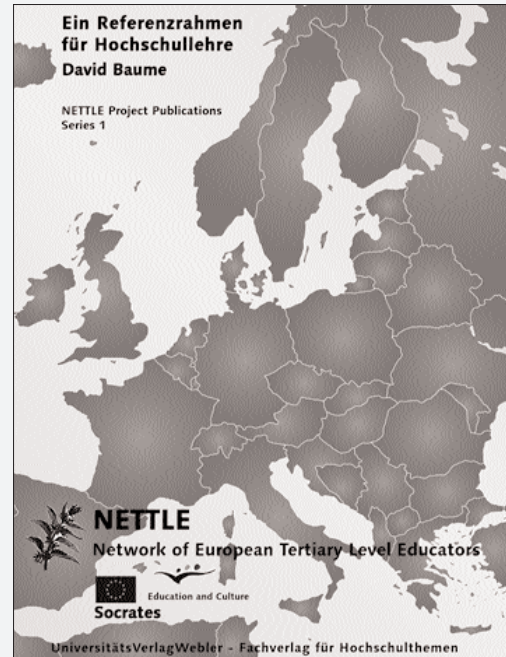 Ein Referenzrahmen
für Hochschullehre
David Baume
NETTLE Project Publications
Series 1
NETTLE
Network of European Tertiary Level Educators
Education and Culture
Socrates
UniversitätsVerlagWebler - Fachverlag für Hochschulthemen